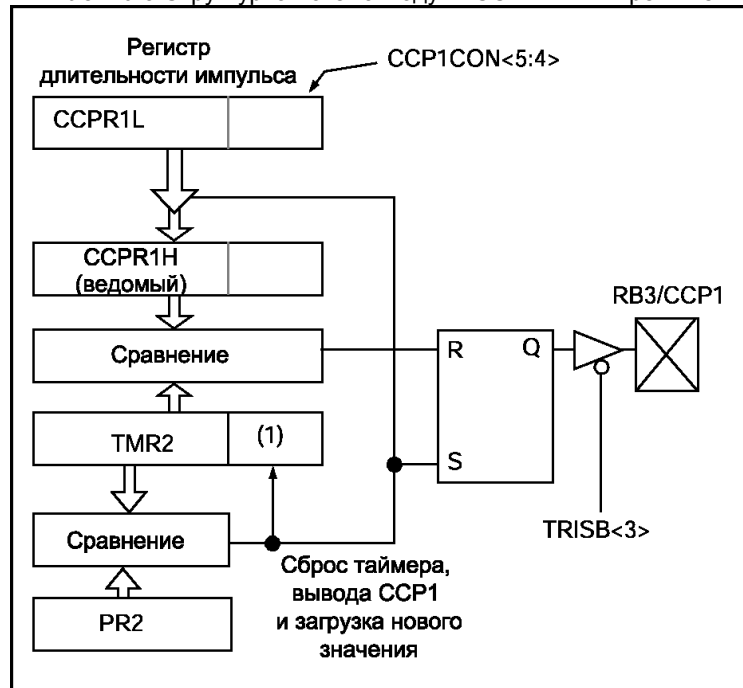 Регистр
длительности импульса
CCP1CON<5:4>
CCPR1L
CCPR1H
(ведомый)
RB3/CCP1
Сравнение
R
Q
TMR2
(1)
S
Сравнение
TRISB<3>
Сброс таймера,
вывода CCP1
и загрузка нового
значения
PR2